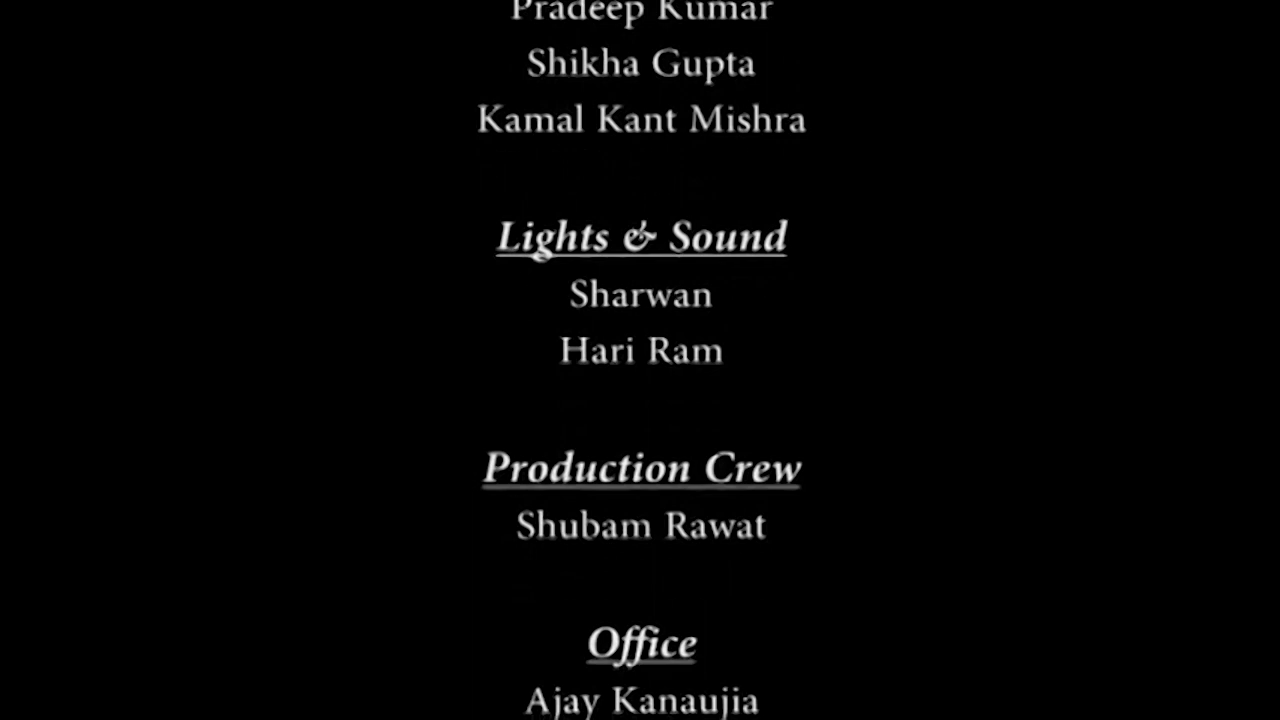 Pradeep Kumar
Shikha Gupta
Kamal Kant Mishra
Lights & Sound
Sharwan
Hari Ram
Production Crew
Shubam Rawat
Office
Ajay Kanaujia